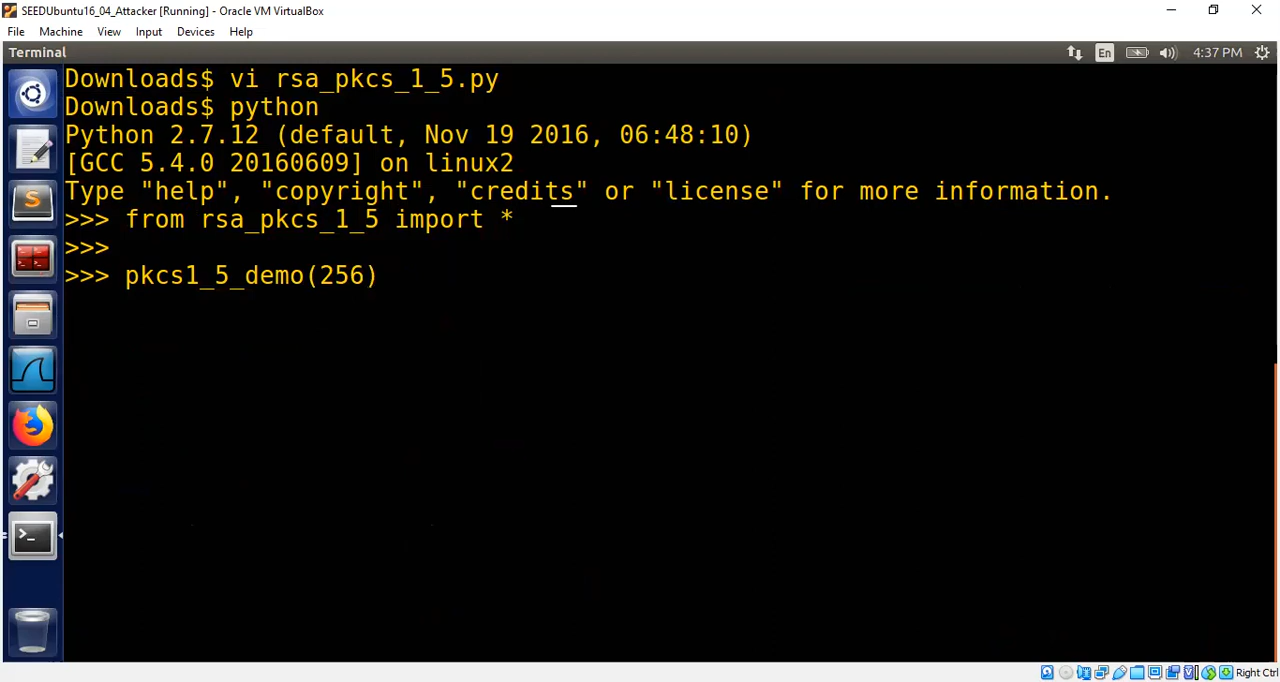 SEEDUbuntu16_04_Attacker [Running] - Oracle VM VirtualBox
File Machine View Input Devices Help
Terminal En 4:37 PM
Downloads$ vi rsa_pkcs_1_5.py
Downloads$ python
Python 2.7.12 (default, Nov 19 2016, 06:48:10)
[GCC 5.4.0 20160609] on linux2
Type "help", "copyright", "credits" or "license" for more information.
>>> from rsa_pkcs_1_5 import *
>>>
>>> pkcs1_5_demo(256)
Right Ctrl